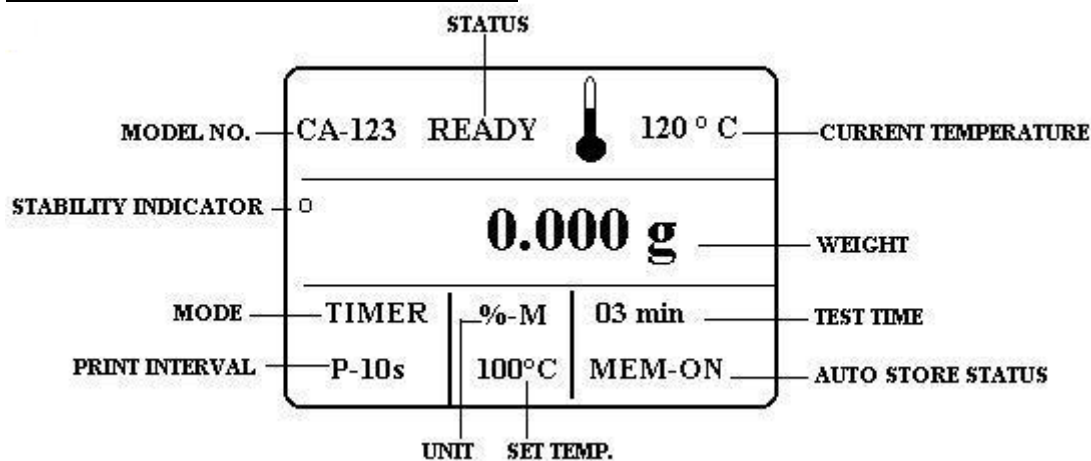 STATUS
MODEL NO. CA-123 READY 120 ° C CURRENT TEMPERATURE
STABILITY INDICATOR
0.000 g WEIGHT
MODE TIMER %-M 03 min TEST TIME
PRINT INTERVAL P-10s 100°C MEM-ON AUTO STORE STATUS
UNIT SET TEMP.